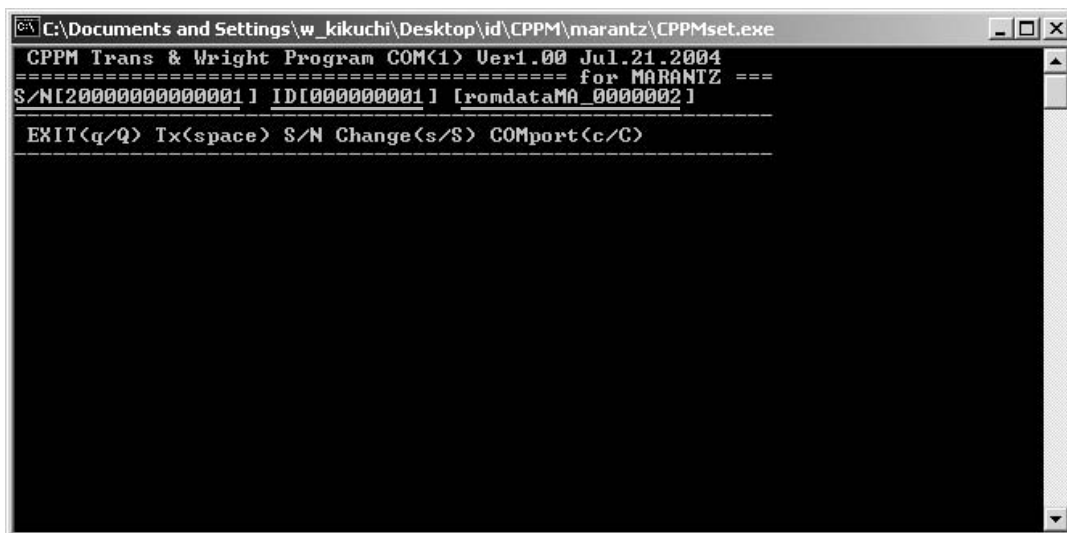 C:\Documents and Settings\w_kikuchi\Desktop\id\CPPM\marantz\CPPMset.exe
CPPM Trans & Wright Program COM(1) Ver1.00 Jul.21.2004
========================================== for MARANTZ ===
S/N[20000000000001] ID[000000001] [romdataMA_0000002]
----------------------------------------------------------
EXIT(q/Q) Tx(space) S/N Change(s/S) COMport(c/C)
----------------------------------------------------------